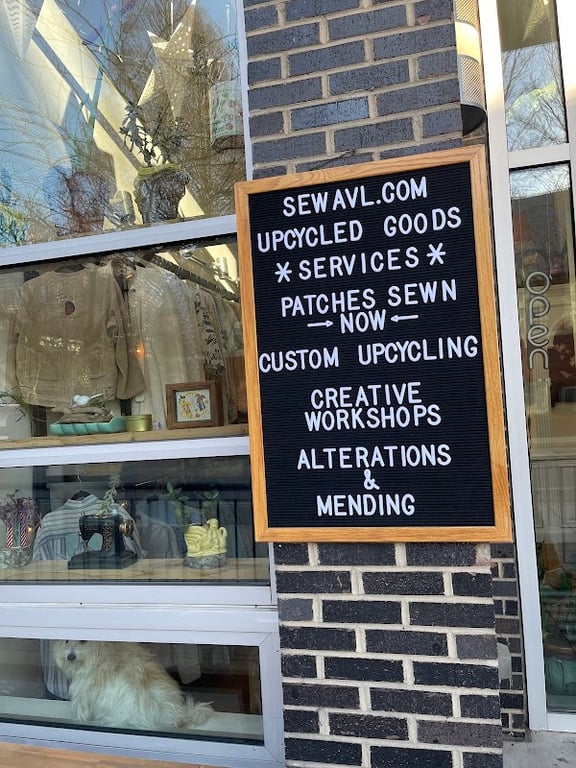 SEWAVL.COM
UPCYCLED GOODS
*SERVICES*
PATCHES SEWN
→ NOW ←
CUSTOM UPCYCLING
CREATIVE
WORKSHOPS
ALTERATIONS
&
MENDING
open